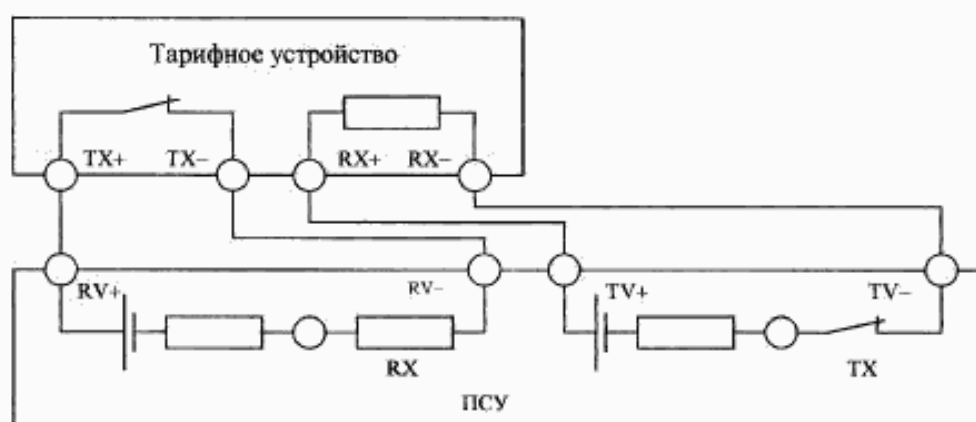 Тарифное устройство
TX+ TX– RX+ RX–
RV+ RV– TV+ TV–
RX TX
ПСУ